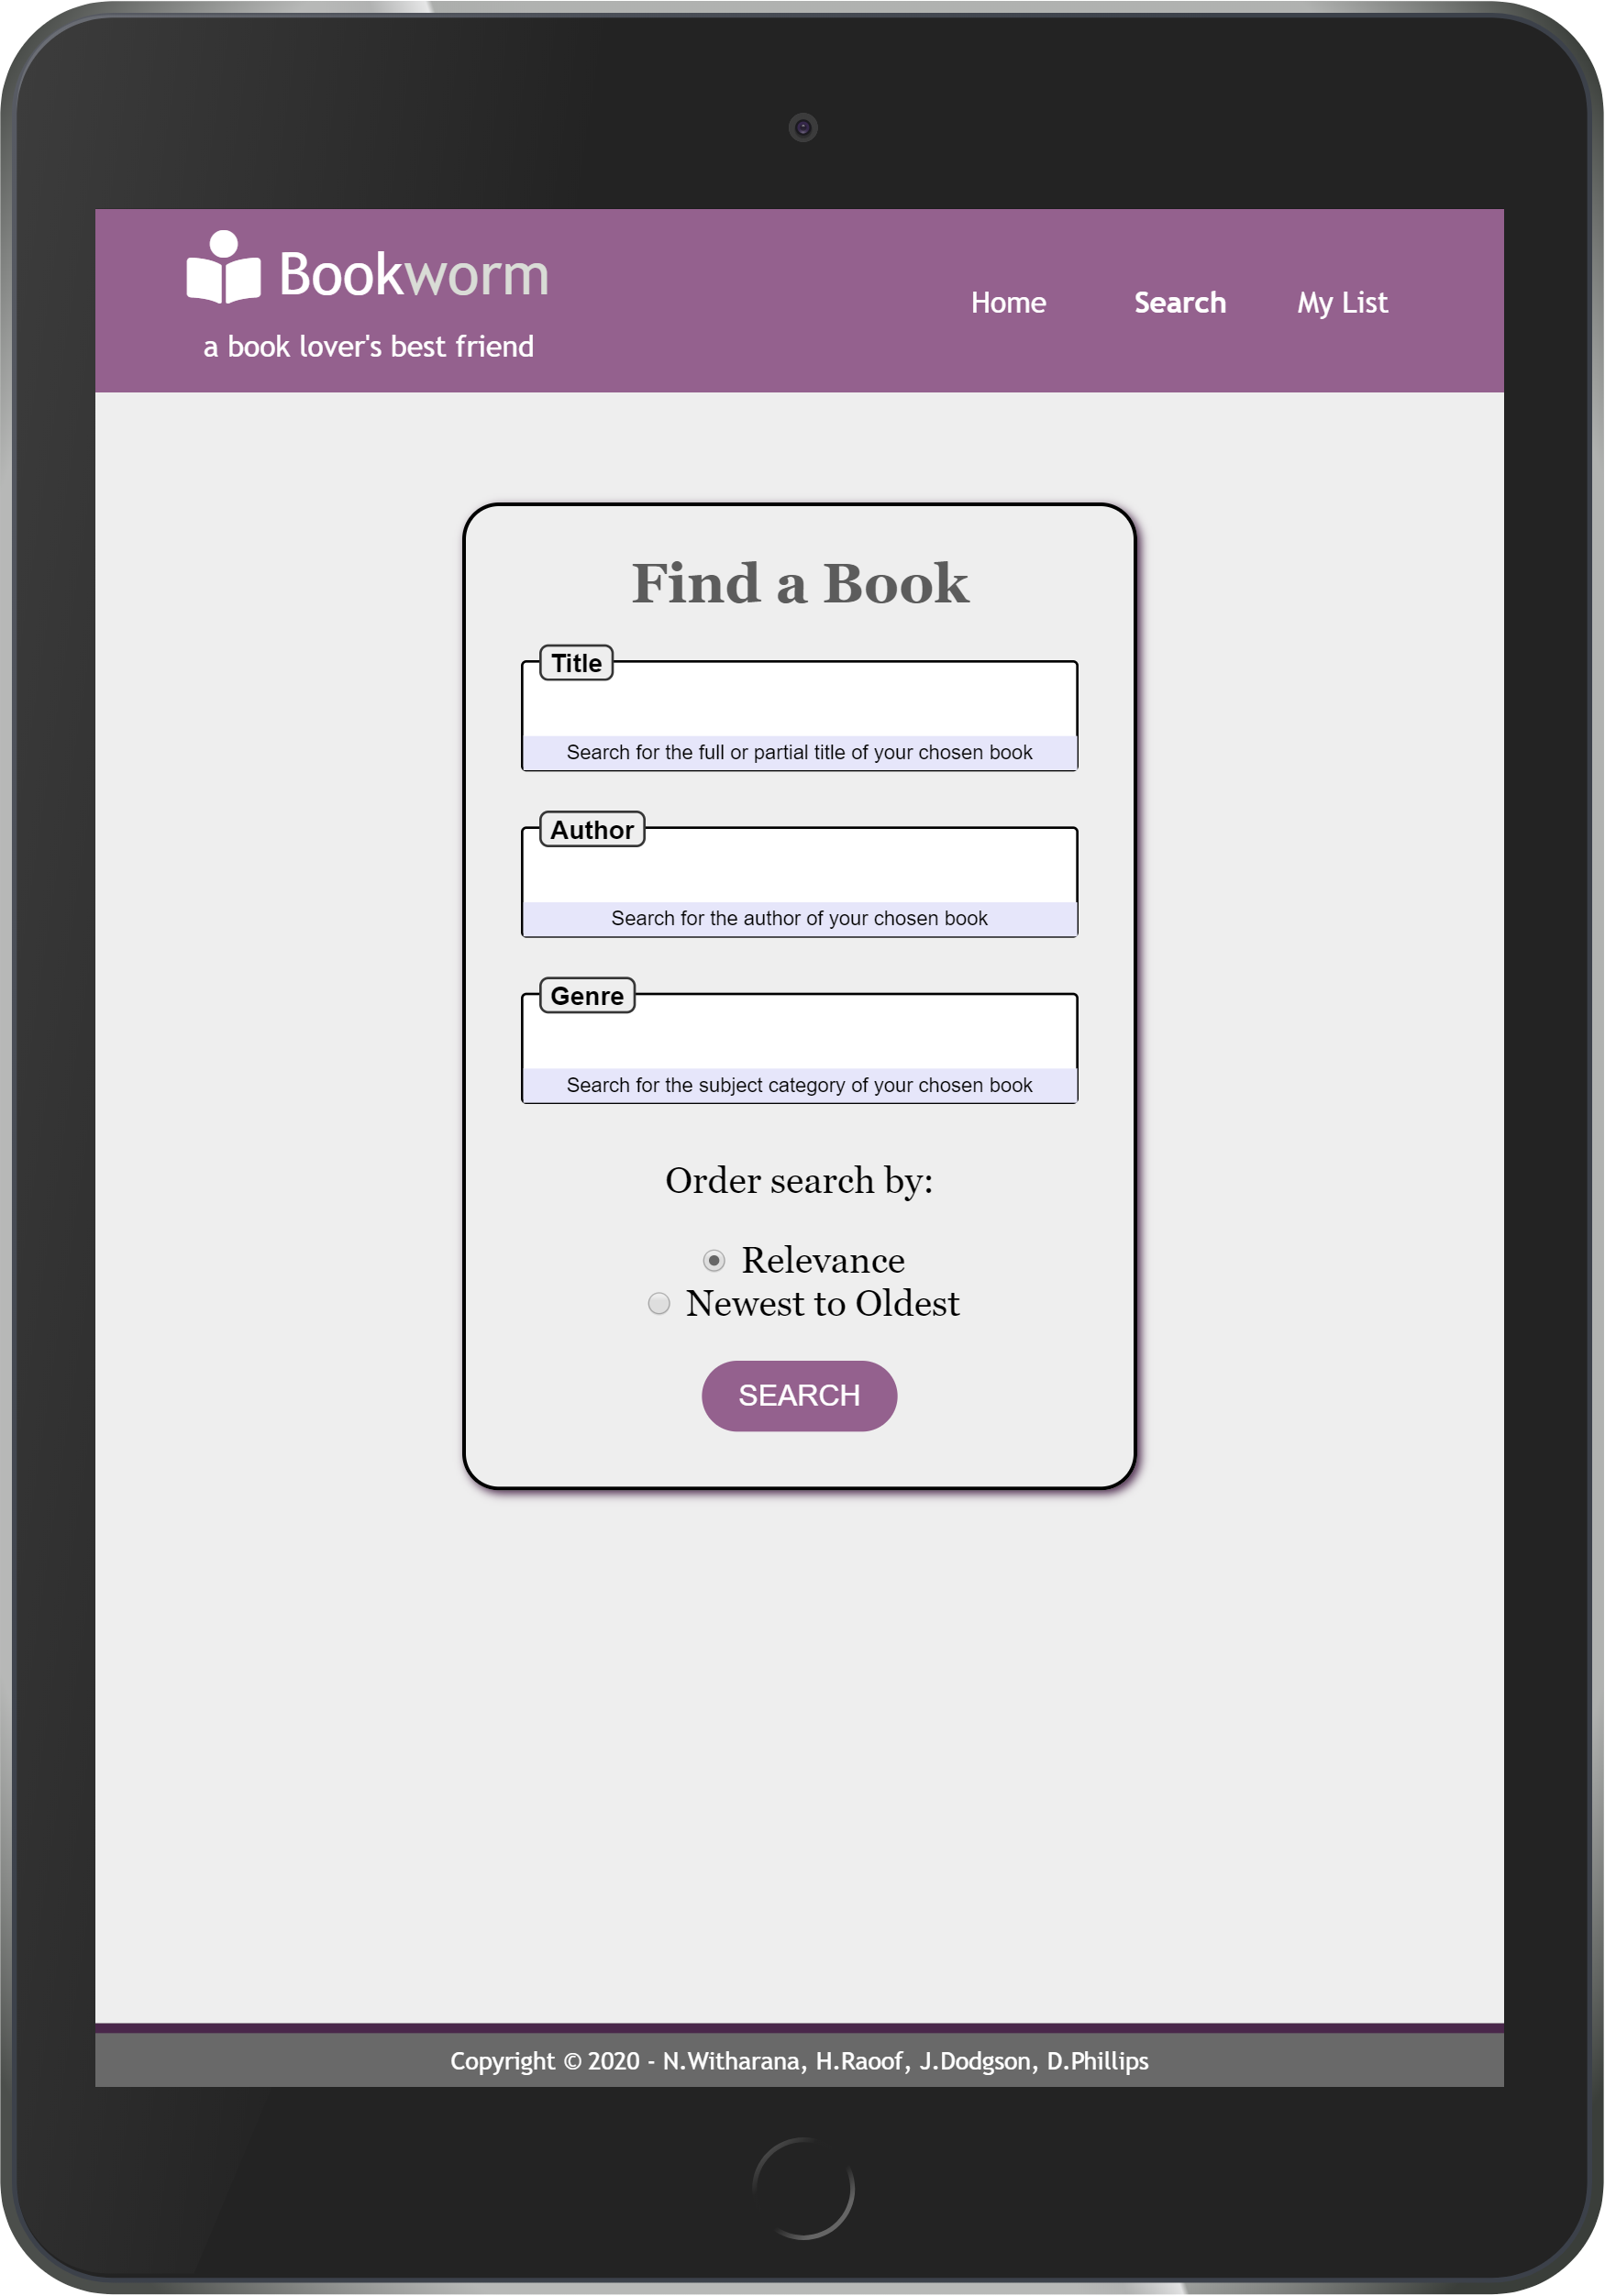 Bookworm
a book lover's best friend
Home Search My List
Find a Book
Title
Search for the full or partial title of your chosen book
Author
Search for the author of your chosen book
Genre
Search for the subject category of your chosen book
Order search by:
Relevance
Newest to Oldest
SEARCH
Copyright © 2020 - N.Witharana, H.Raoof, J.Dodgson, D.Phillips